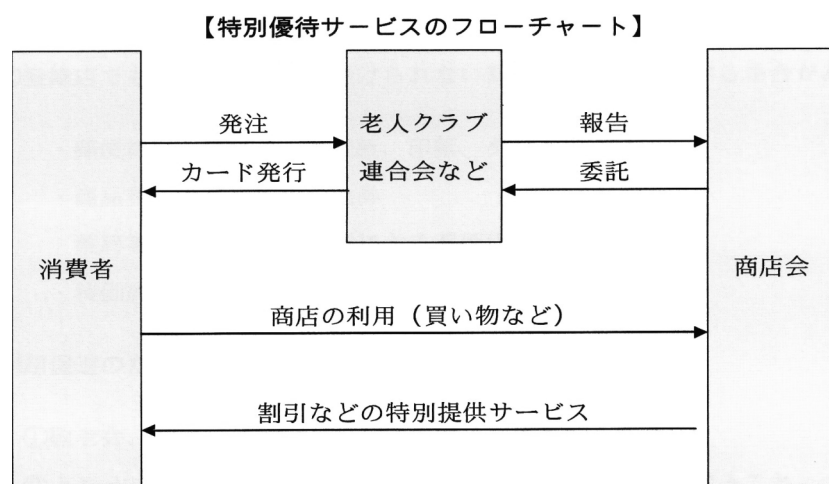 【特別優待サービスのフローチャート】
発注
老人クラブ
報告
カード発行
連合会など
委託
消費者
商店会
商店の利用（買い物など）
割引などの特別提供サービス